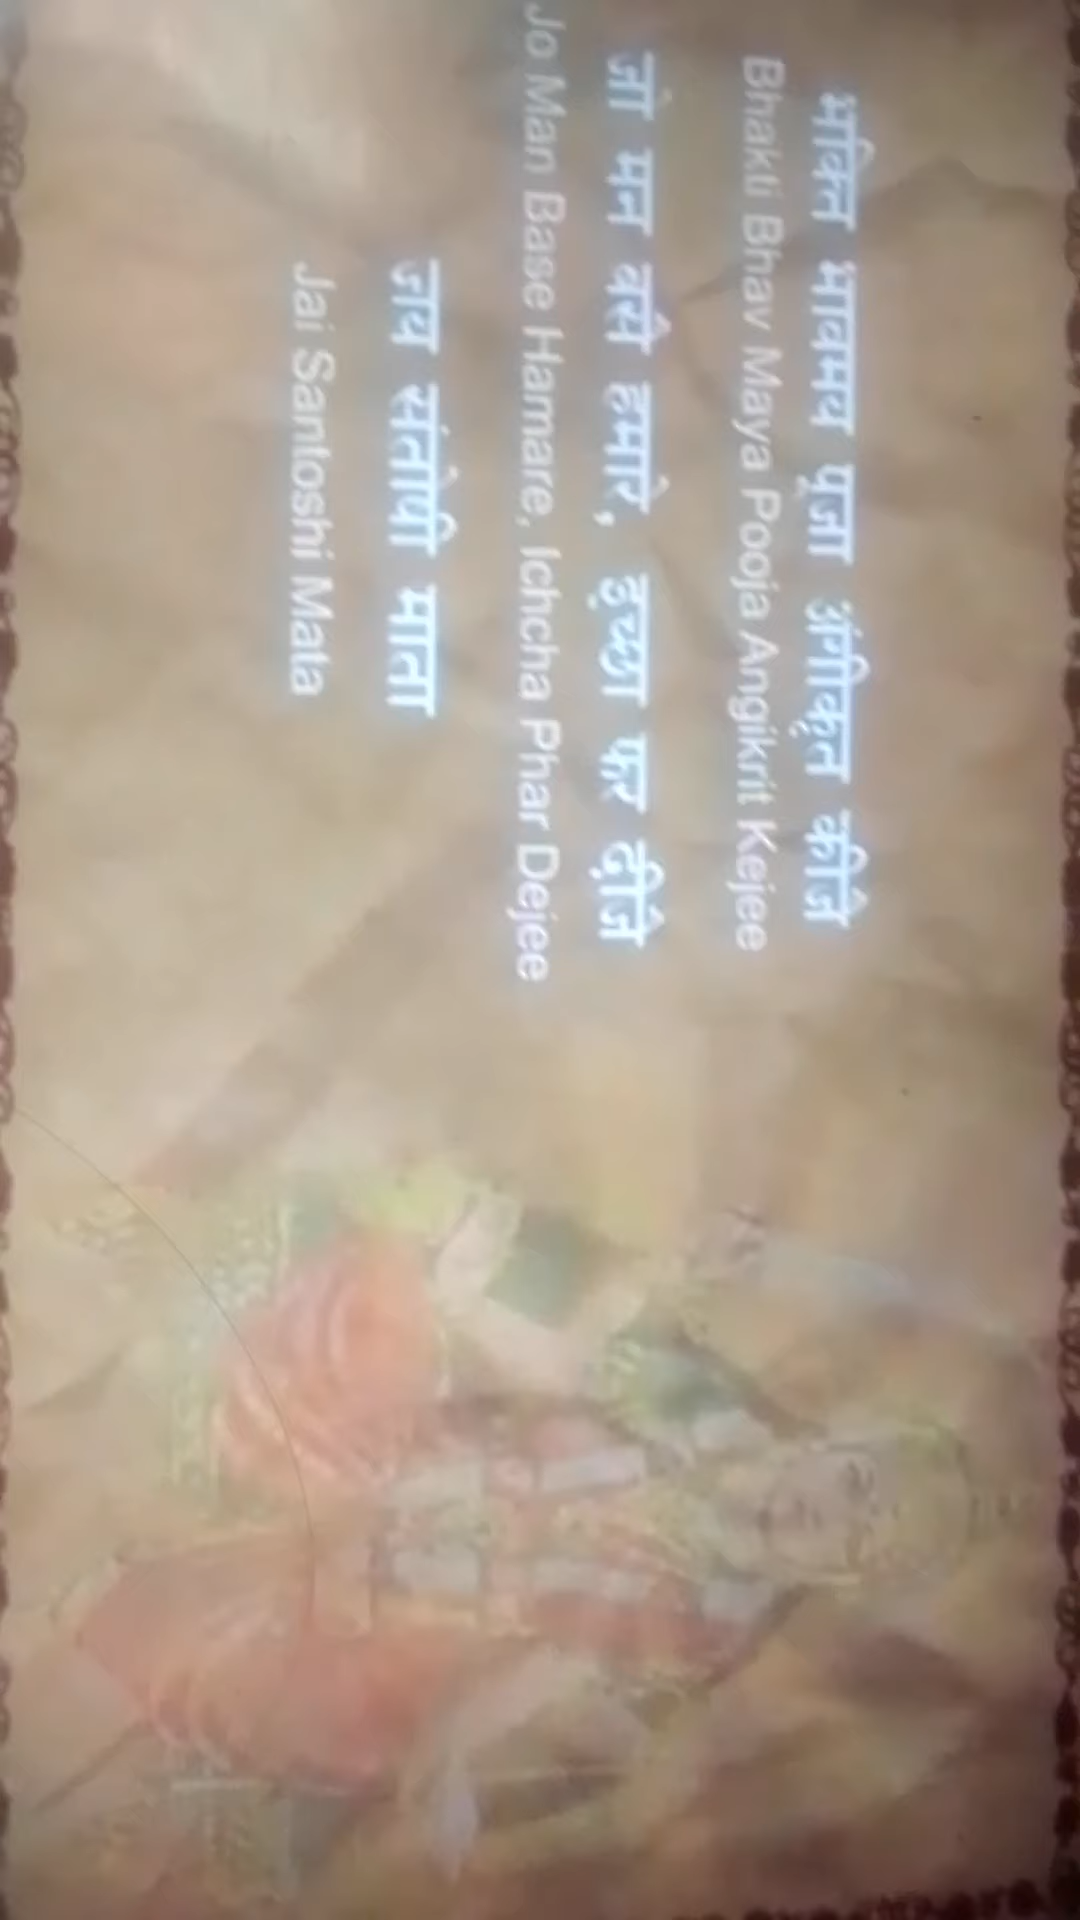 भक्ति भावमय पूजा अंगीकृत कीजै
Bhakti Bhav Maya Pooja Angikrit Kejee
जो मन बसै हमारे, इच्छा फर दीजै
Jo Man Base Hamare, Ichcha Phar Dejee
जय संतोषी माता
Jai Santoshi Mata